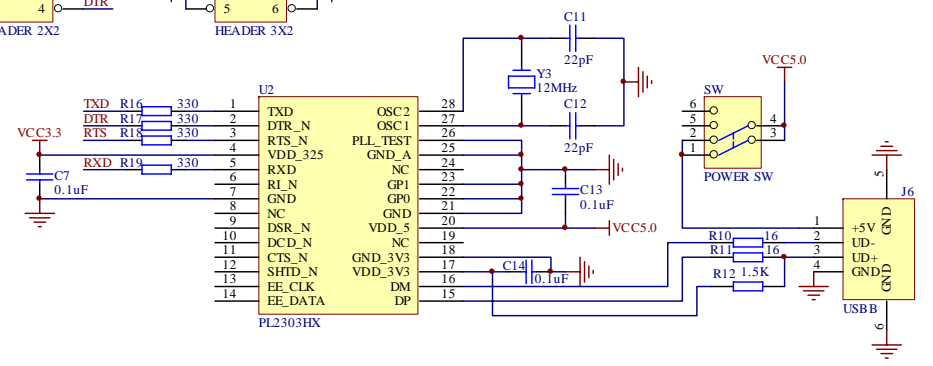 4 DTR
ADER 2X2
5 6
HEADER 3X2
C11
22pF
Y3
12MHz
C12
22pF
VCC5.0
SW
6
5
2
1
4
3
POWER SW
U2
TXD R16 330 1 TXD OSC2 28
DTR R17 330 2 DTR_N OSC1 27
RTS R18 330 3 RTS_N PLL_TEST 26
VCC3.3
4 VDD_325 GND_A 25
RXD R19 330 5 RXD NC 24
C7
0.1uF
6 RI_N GP1 23
7 GND GP0 22
8 NC GND 21
9 DSR_N VDD_5 20
10 DCD_N NC 19
11 CTS_N GND_3V3 18
12 SHTD_N VDD_3V3 17
13 EE_CLK DM 16
14 EE_DATA DP 15
PL2303HX
C13
0.1uF
VCC5.0
C14
0.1uF
R10 16
R11 16
R12 1.5K
J6
5
GND
1 +5V
2 UD-
3 UD+
4 GND
GND
USBB
6